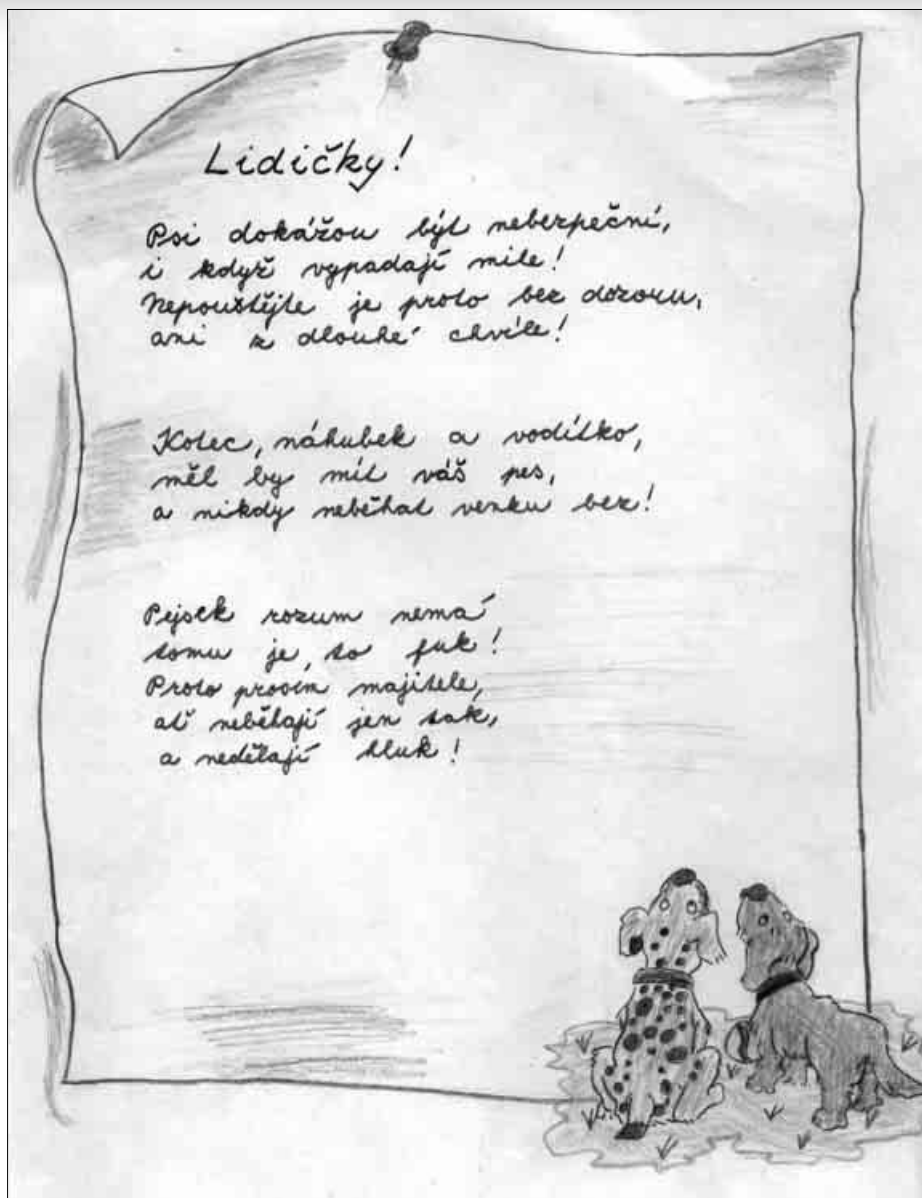 Lidičky!
Psi dokážou být nebezpeční,
i když vypadají mile!
Nepouštějte je proto bez dozoru,
ani z dlouhé chvíle!
Kotec, náhubek a vodítko,
měl by mít váš pes,
a nikdy neběhat venku bez!
Pejsek rozum nemá
tomu je to fuk!
Proto prosím majitele,
ať neběhají jen tak,
a nedělají hluk!